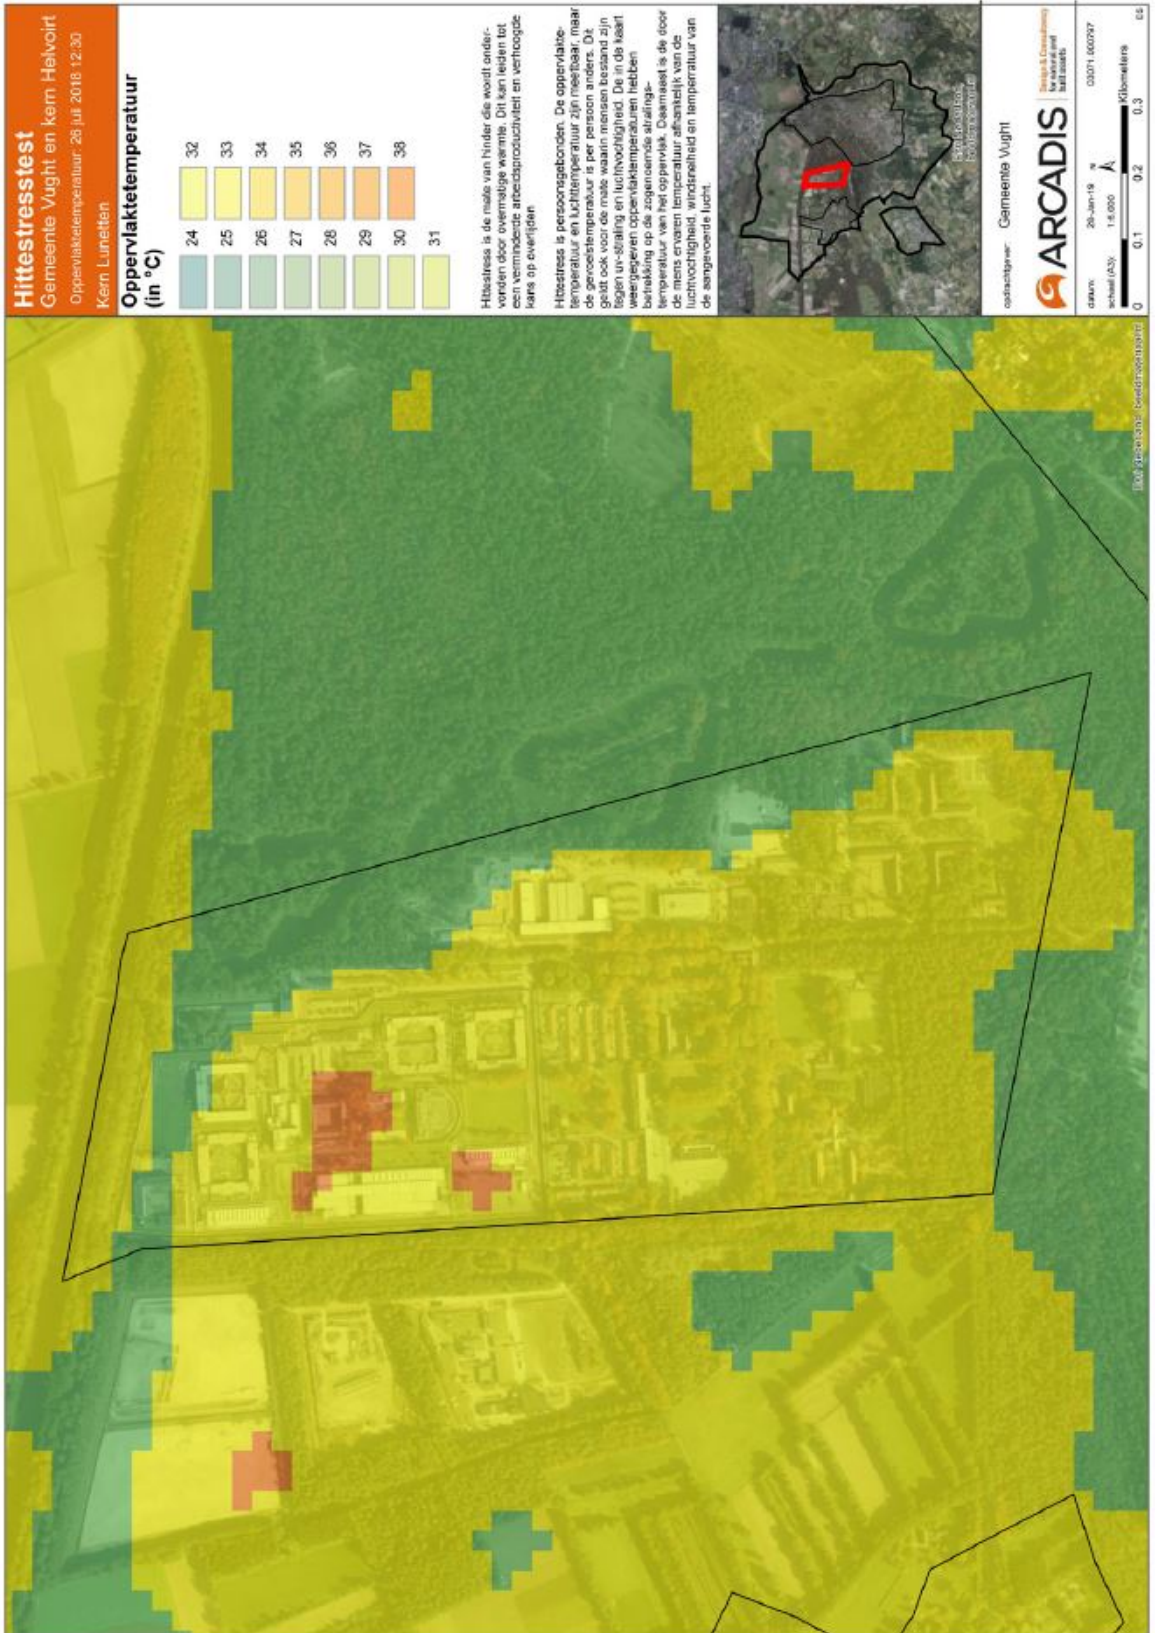 Hittestresstest
Gemeente Vught en kern Helvoirt
Oppervlaktetemperatuur: 26 juli 2018 12:30
Kern Lunetten
Oppervlaktetemperatuur
(in °C)
24 32
25 33
26 34
27 35
28 36
29 37
30 38
31
Hittestress is de mate van hinder die wordt onder-
vonden door overmatige warmte. Dit kan leiden tot
een verminderde arbeidsproductiviteit en verhoogde
kans op overlijden
Hittestress is persoonsgebonden. De oppervlakte-
temperatuur en luchttemperatuur zijn meetbaar, maar
de gevoelstemperatuur is per persoon anders. Dit
geldt ook voor de mate waarin mensen bestand zijn
tegen uv-straling en luchtvochtigheid. De in de kaart
weergegeven oppervlaktetemperaturen hebben
betrekking op de zogenoemde stralings-
temperatuur van het oppervlak. Daarnaast is de door
de mens ervaren temperatuur afhankelijk van de
luchtvochtigheid, windsnelheid en temperatuur van
de aangevoerde lucht.
opdrachtgever: Gemeente Vught
ARCADIS
Design & Consultancy
for natural and
built assets
datum: 29-Jan-19 N 03071.000797
schaal (A3): 1:6.000
0 0.1 0.2 0.3
Kilometers